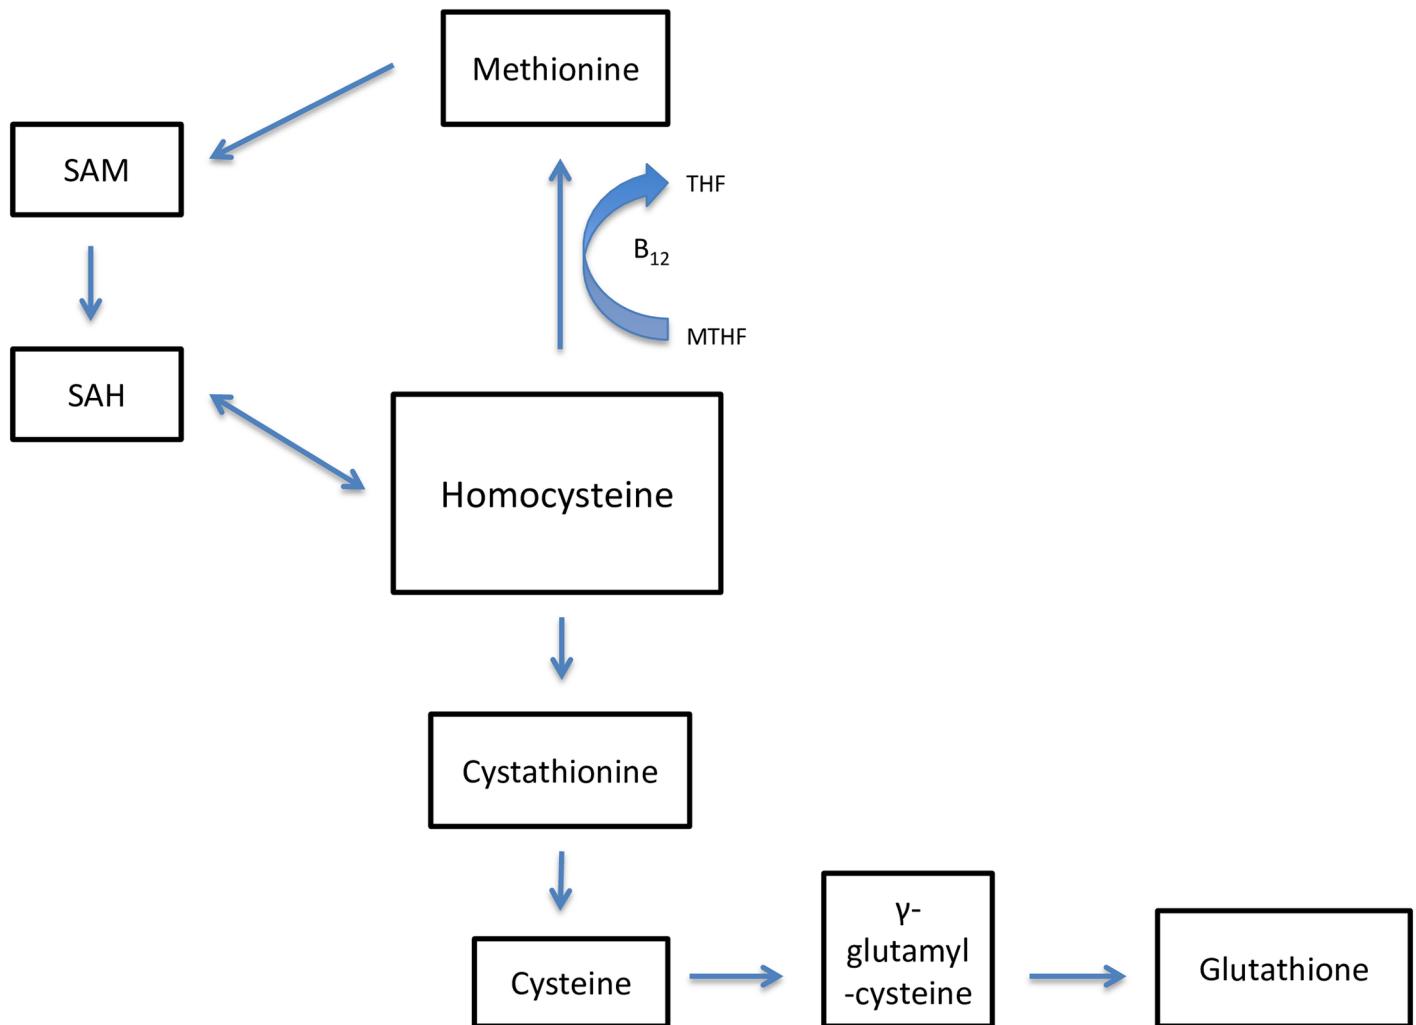 Methionine
SAM
THF
B₁₂
MTHF
SAH
Homocysteine
Cystathionine
γ-
glutamyl
-cysteine
Cysteine
Glutathione